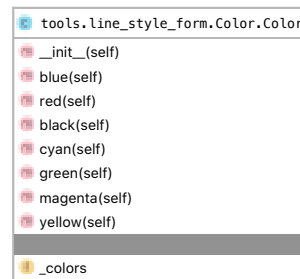 tools.line_style_form.Color.Color
__init__(self)
blue(self)
red(self)
black(self)
cyan(self)
green(self)
magenta(self)
yellow(self)
_colors